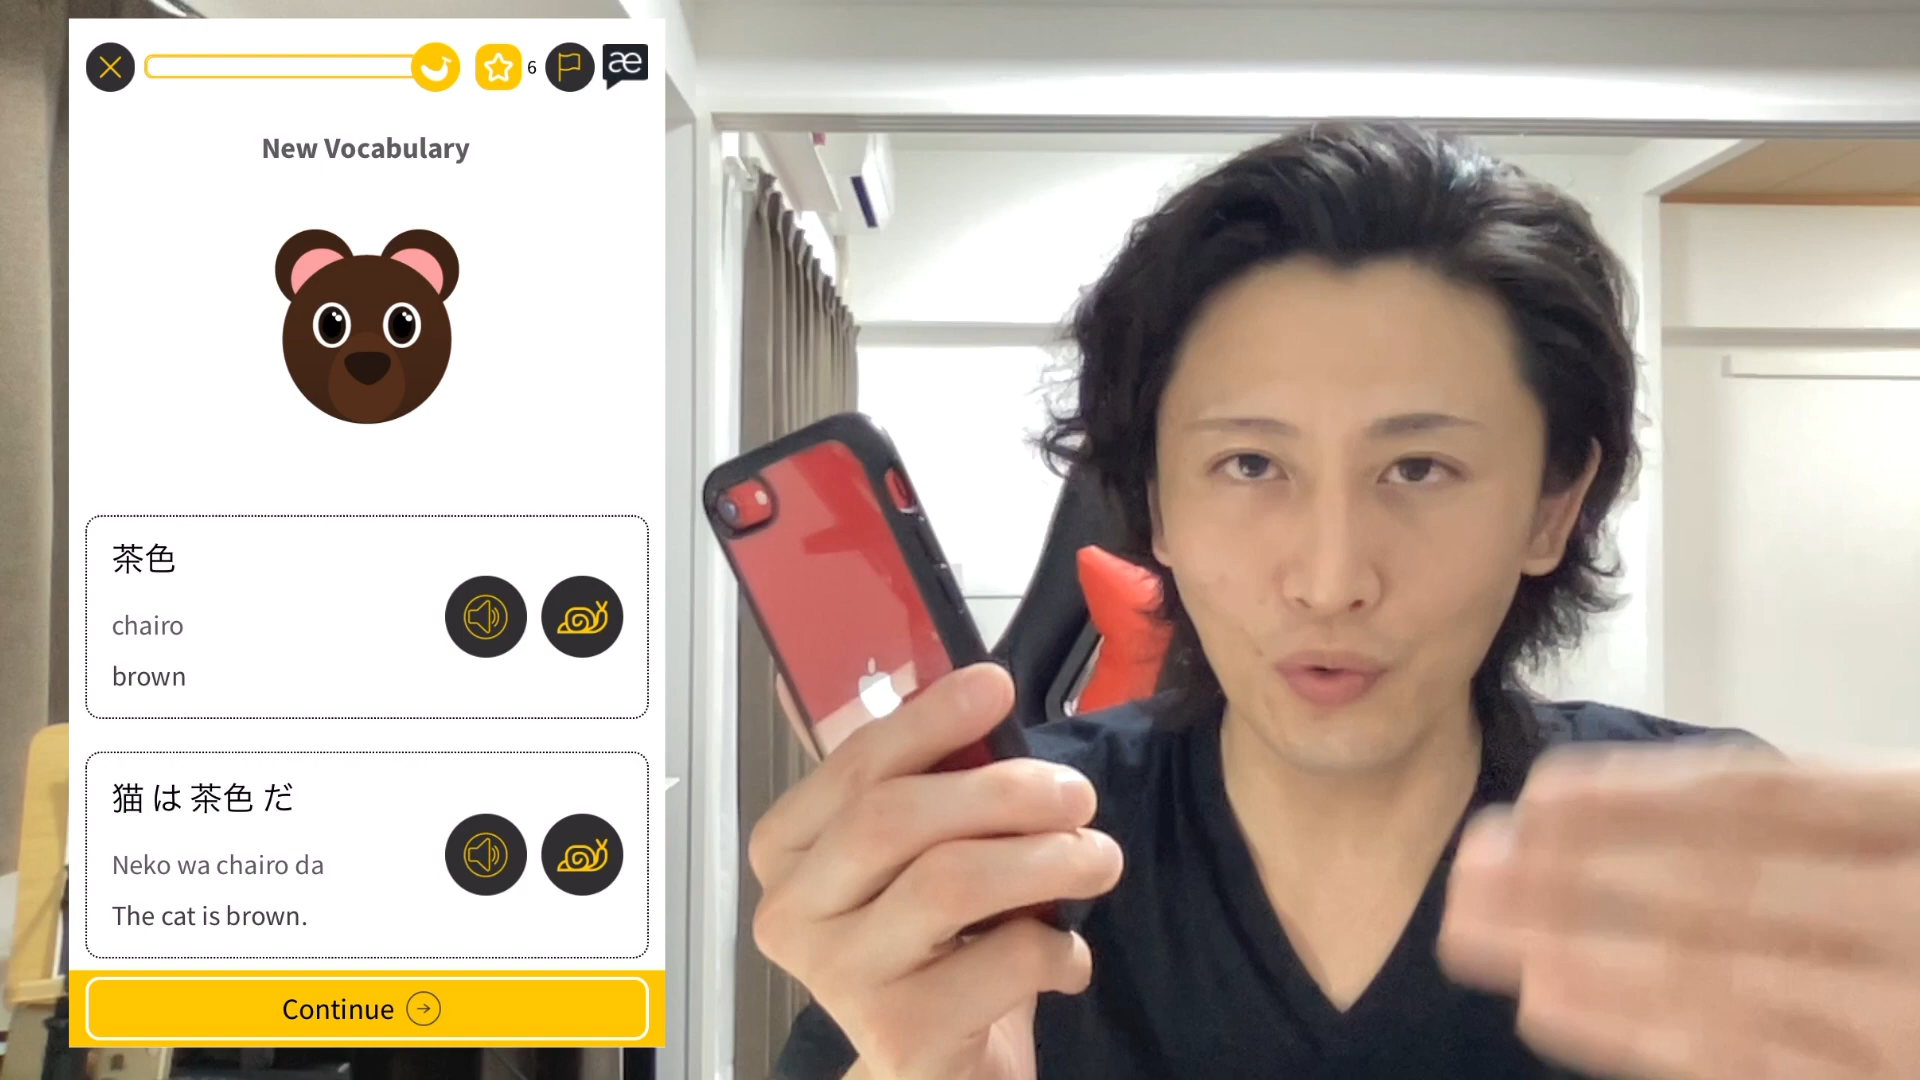 6
æ
New Vocabulary
茶色
chairo
brown
猫 は 茶色 だ
Neko wa chairo da
The cat is brown.
Continue